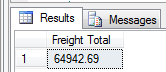 Results Messages
Freight Total
1 64942.69